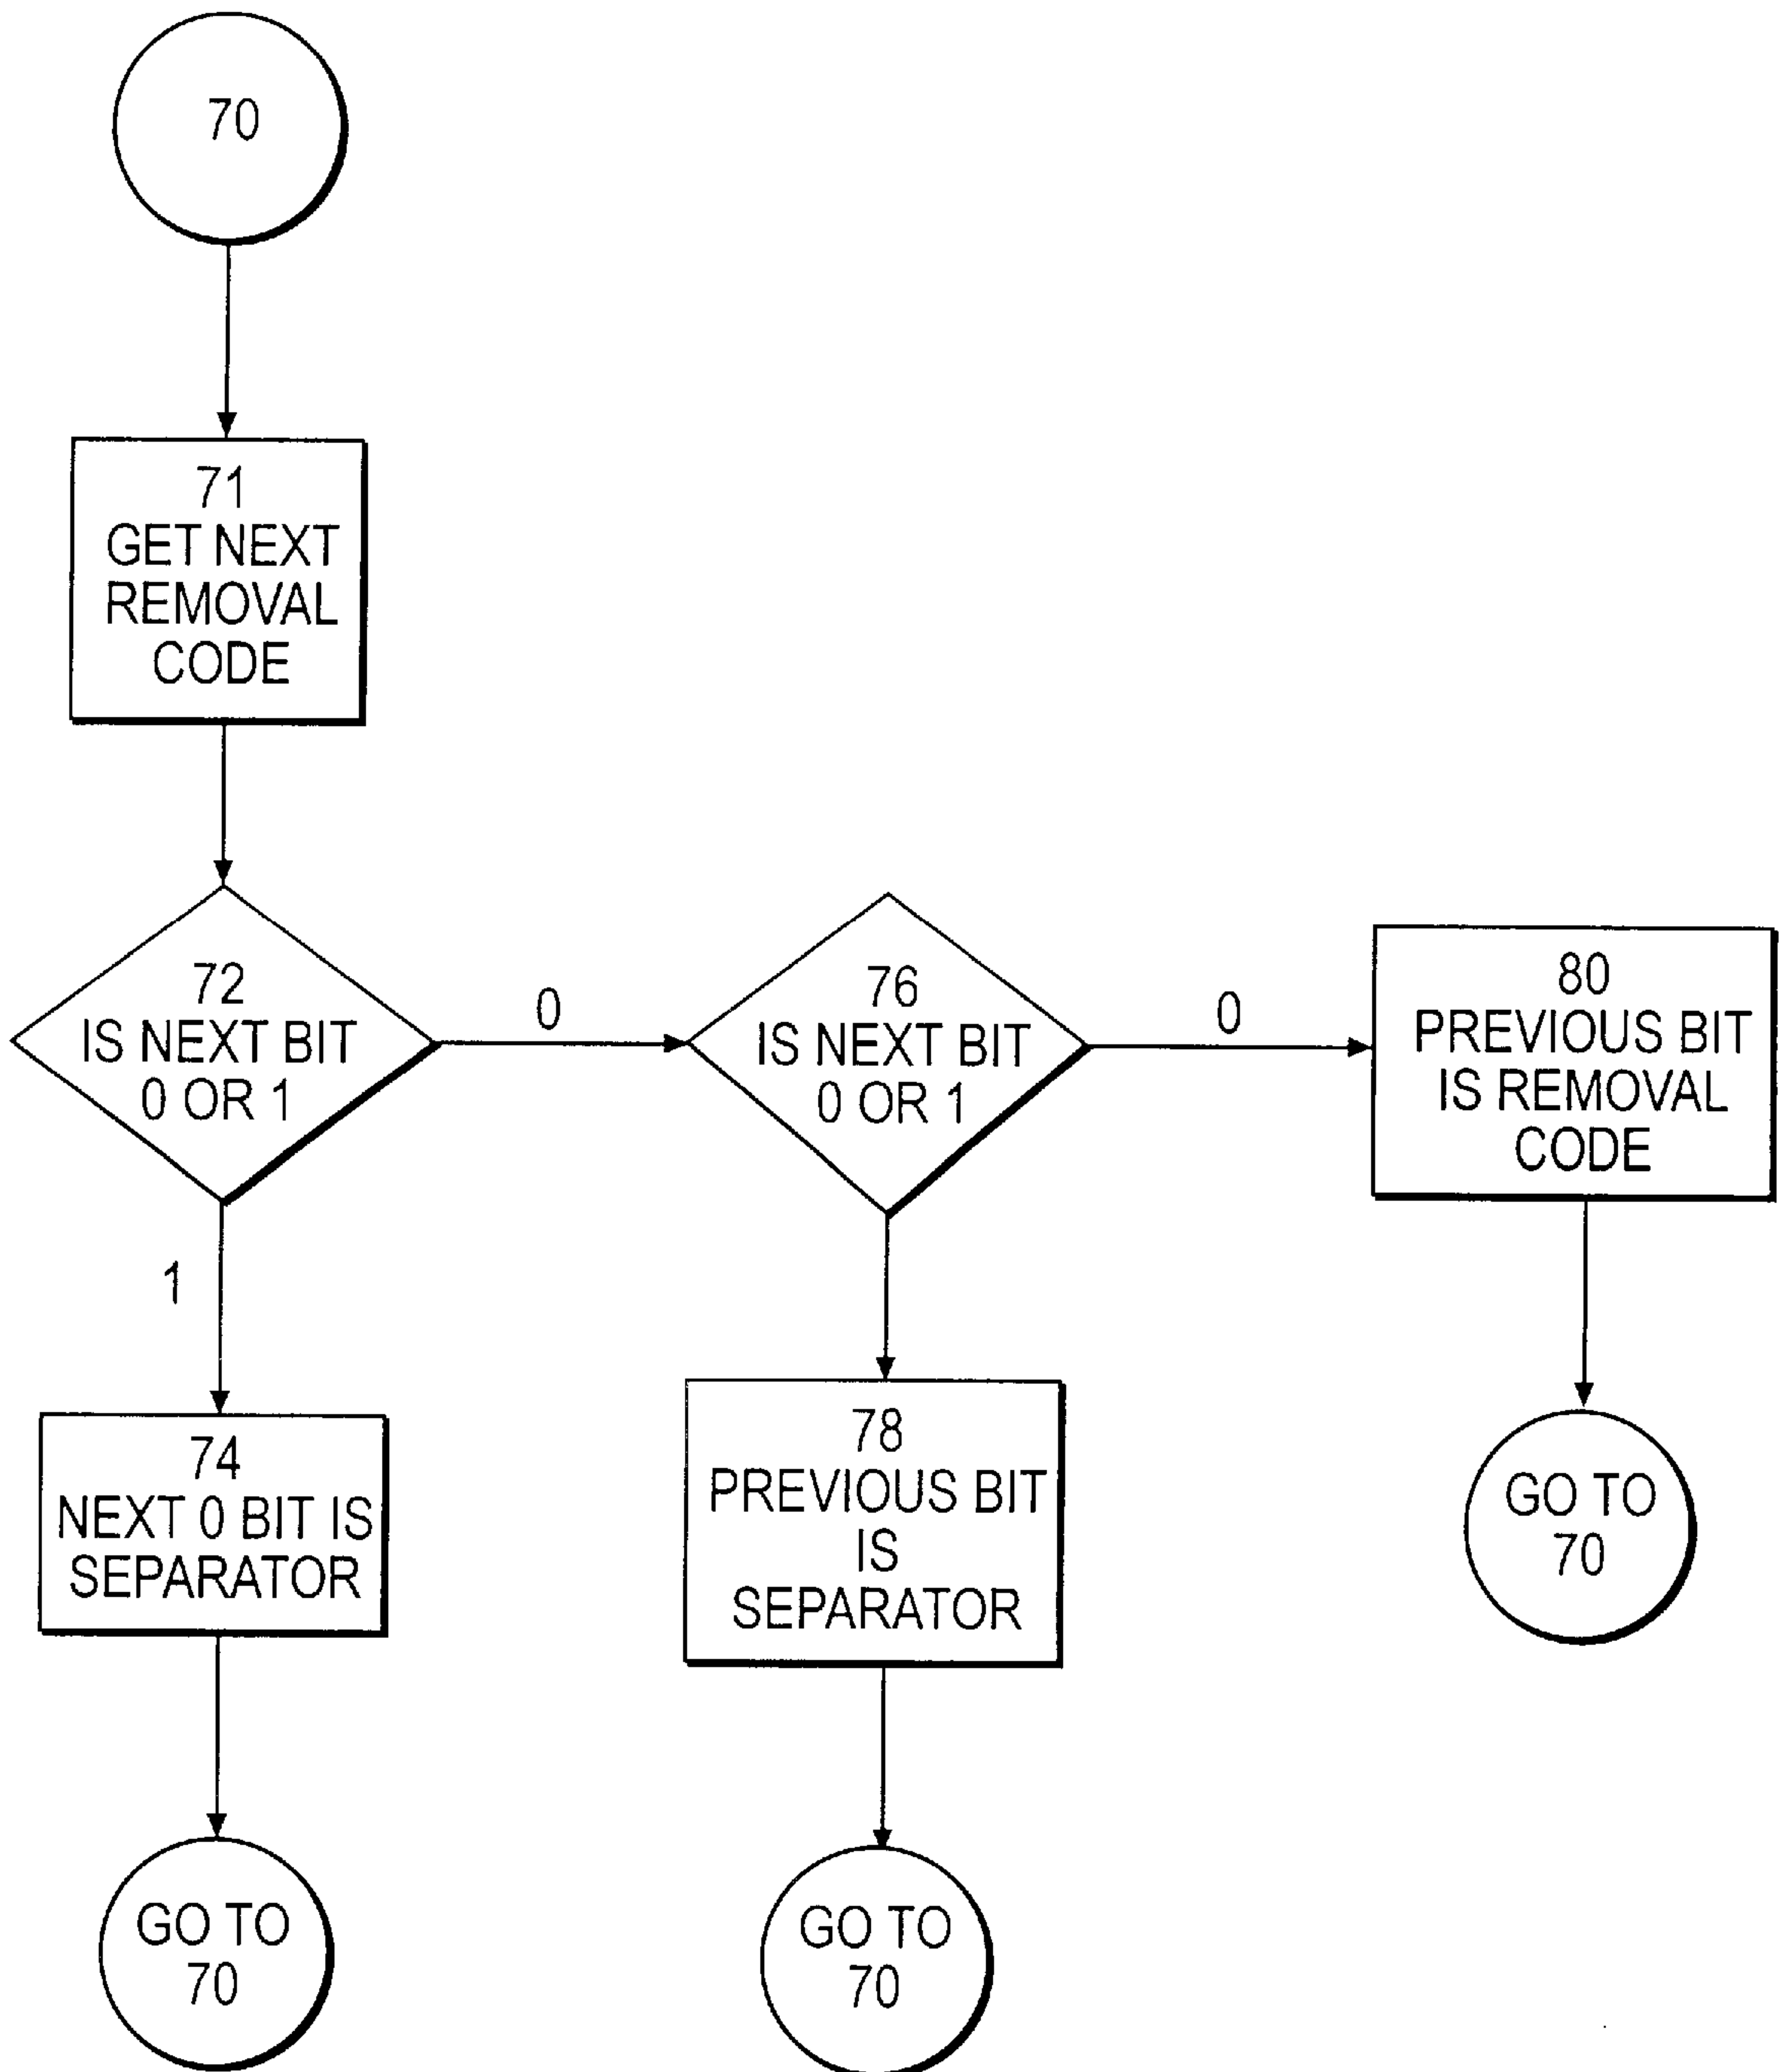 70
71
GET NEXT
REMOVAL
CODE
72
IS NEXT BIT
0 OR 1
0
76
IS NEXT BIT
0 OR 1
0
80
PREVIOUS BIT
IS REMOVAL
CODE
1
74
NEXT 0 BIT IS
SEPARATOR
78
PREVIOUS BIT
IS
SEPARATOR
GO TO
70
GO TO
70
GO TO
70